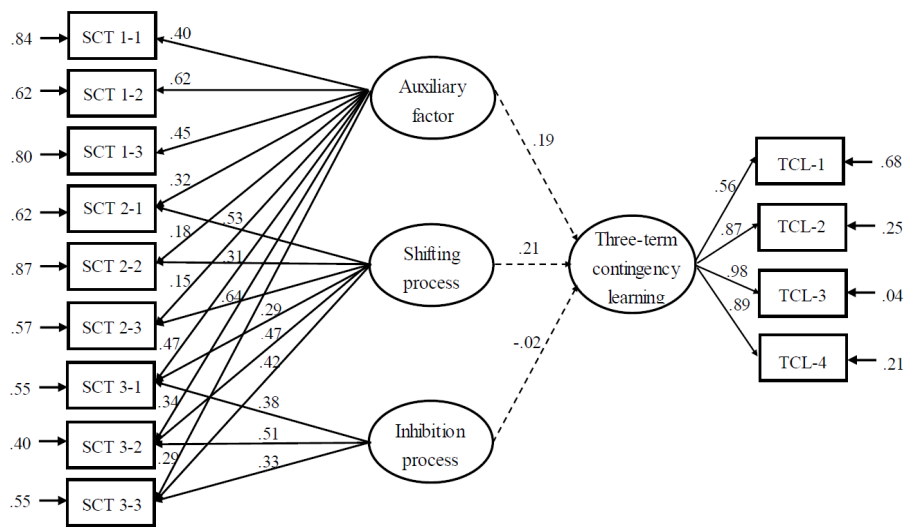 .84
SCT 1-1
.40
.62
SCT 1-2
.62
Auxiliary
factor
.80
SCT 1-3
.45
.19
.62
SCT 2-1
.32
.53
.87
SCT 2-2
.18
.31
Shifting
process
.21
Three-term
contingency
learning
.56
TCL-1
.68
.87
TCL-2
.25
.98
TCL-3
.04
.89
TCL-4
.21
.57
SCT 2-3
.15
.64
.29
.47
.47
.42
-.02
.55
SCT 3-1
.34
.38
.40
SCT 3-2
.29
.51
Inhibition
process
.33
.55
SCT 3-3